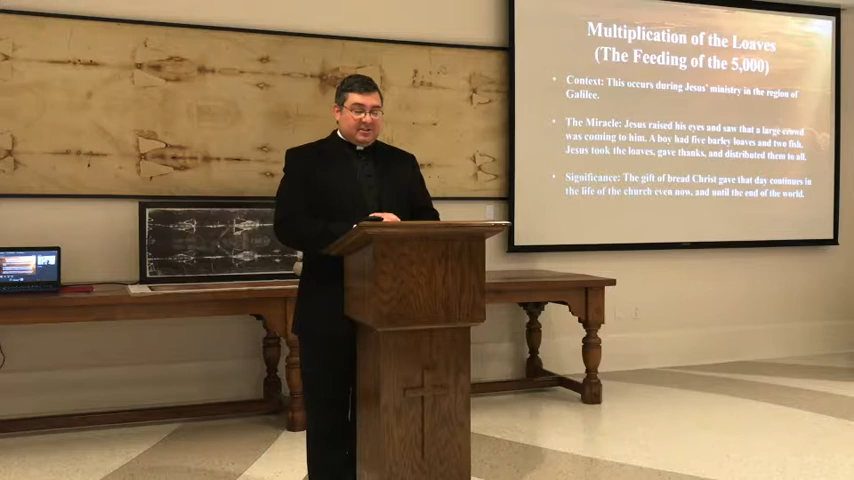 Multiplication of the Loaves
(The Feeding of the 5,000)
• Context: This occurs during Jesus' ministry in the region of
Galilee.
• The Miracle: Jesus raised his eyes and saw that a large crowd
was coming to him. A boy had five barley loaves and two fish.
Jesus took the loaves, gave thanks, and distributed them to all.
• Significance: The gift of bread Christ gave that day continues in
the life of the church even now, and until the end of the world.